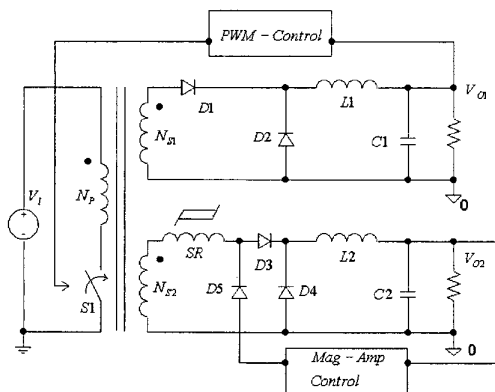 PWM - Control
D1
L1
V_O1
N_S1
D2
C1
N_P
0
V_I
SR
D3
L2
V_O2
S1
N_S2
D5
D4
C2
0
Mag - Amp
Control